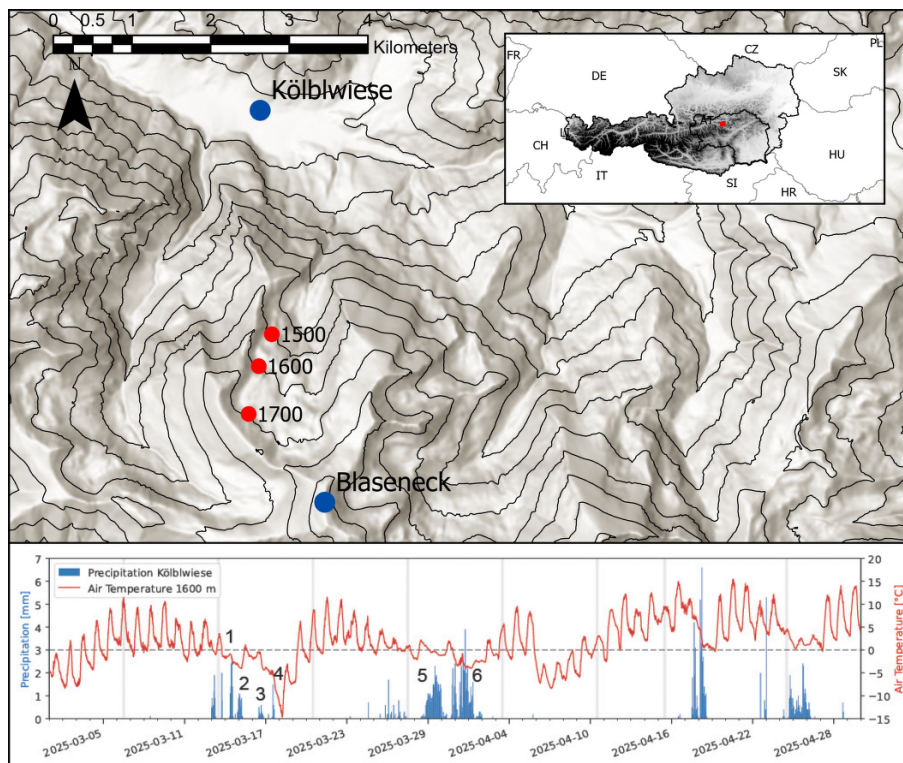 0 0.5 1 2 3 4
Kilometers
N
Kölblwiese
1500
1600
1700
Blaseneck
FR
DE
CZ
PL
SK
AT
LI
CH
HU
IT
SI
HR
Precipitation Kölblwiese
Air Temperature 1600 m
Precipitation [mm]
7
6
5
4
3
2
1
0
Air Temperature [°C]
20
15
10
5
0
−5
−10
−15
1
2
3
4
5
6
2025-03-05
2025-03-11
2025-03-17
2025-03-23
2025-03-29
2025-04-04
2025-04-10
2025-04-16
2025-04-22
2025-04-28